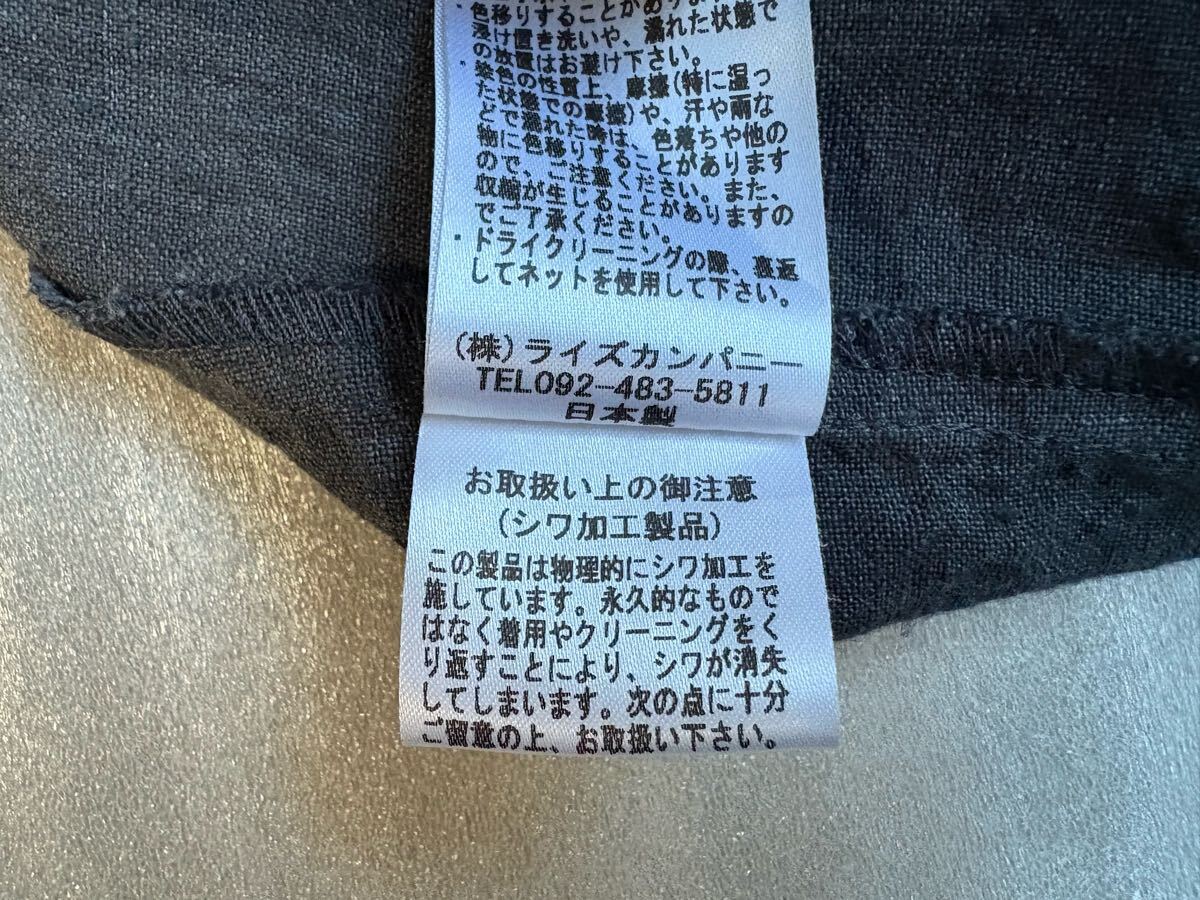 色移りすることがありま
浸け置き洗いや、濡れた状態で
の放置はお避け下さい。
・染色の性質上、摩擦(特に湿っ
た状態での摩擦)や、汗や雨な
どで濡れた時は、色落ちや他の
物に色移りすることがあります
ので、ご注意ください。また、
収縮が生じることがありますの
でご了承ください。
・ドライクリーニングの際、裏返
してネットを使用して下さい。
(株)ライズカンパニー
TEL092-483-5811
日本製
お取扱い上の御注意
(シワ加工製品)
この製品は物理的にシワ加工を
施しています。永久的なもので
はなく着用やクリーニングをく
り返すことにより、シワが消失
してしまいます。次の点に十分
ご留意の上、お取扱い下さい。